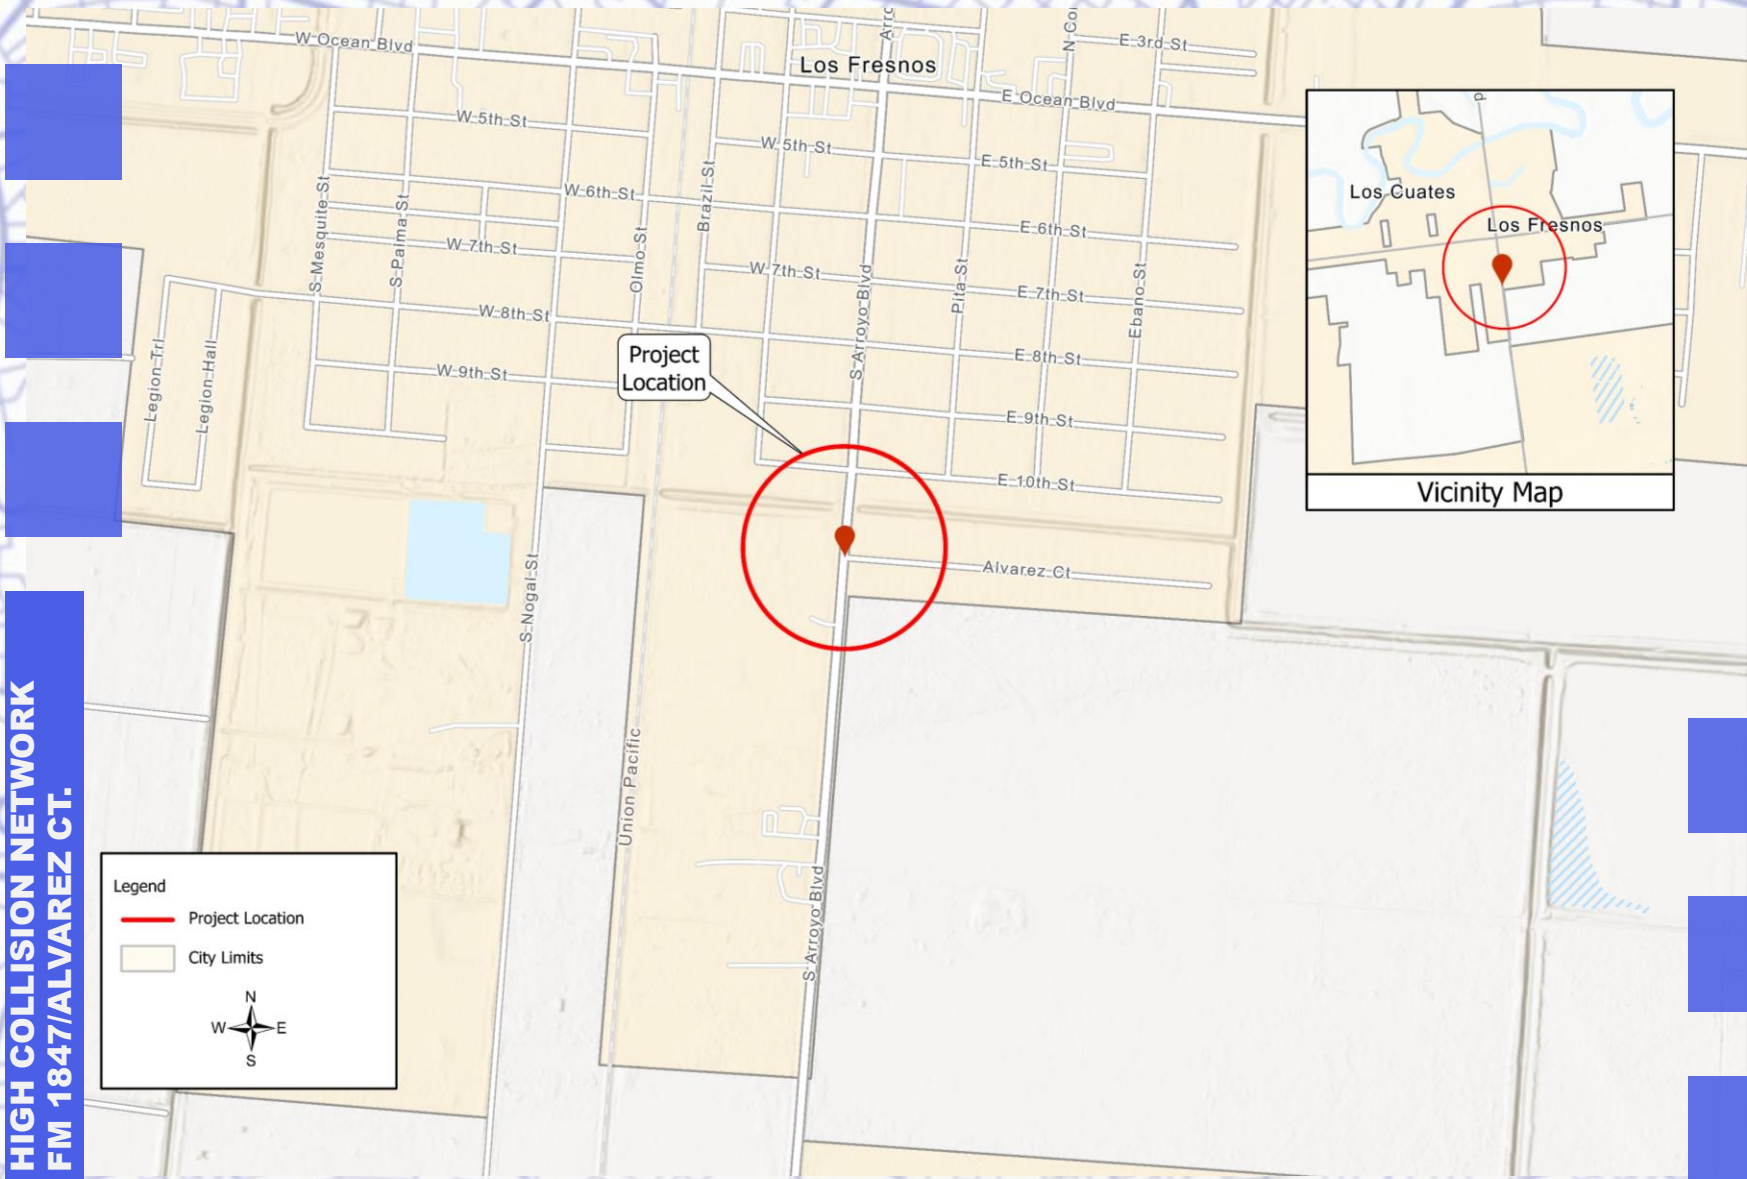 W Ocean Blvd
Los Fresnos
E 3rd St
E Ocean Blvd
W 5th St
W 5th St
E 5th St
W 6th St
E 6th St
W 7th St
W 7th St
E 7th St
W 8th St
E 8th St
W 9th St
E 9th St
E 10th St
Alvarez Ct
S Mesquite St
S Palma St
Olmo St
Brazil St
S Arroyo Blvd
Pita St
Ebano St
Legion Trl
Legion Hall
S Nogal St
Union Pacific
S Arroyo Blvd
Project
Location
Los Cuates
Los Fresnos
Vicinity Map
Legend
Project Location
City Limits
N
W E
S
HIGH COLLISION NETWORK
FM 1847/ALVAREZ CT.